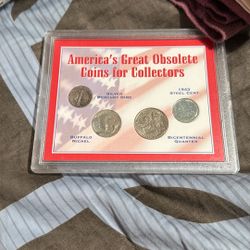 America's Great Obsolete
Coins for Collectors
Silver
Mercury Dime
1943
Steel Cent
Buffalo
Nickel
Bicentennial
Quarter